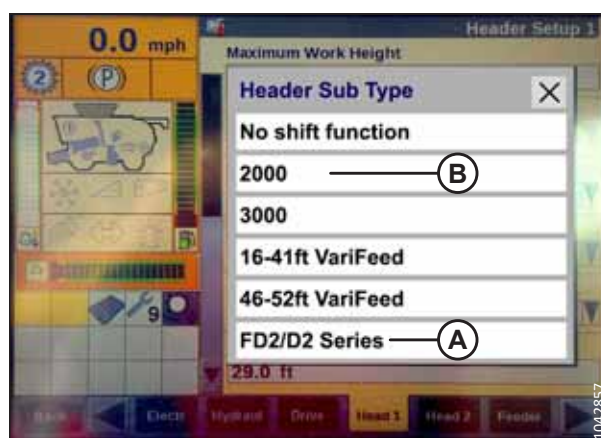 0.0 mph
Header Setup 1
Maximum Work Height
2
(P)
Header Sub Type
No shift function
2000
B
3000
16-41ft VariFeed
46-52ft VariFeed
9
FD2/D2 Series
A
29.0 ft
Back
Electr
Hydraul
Drive
Head 1
Head 2
Feeder
1042857